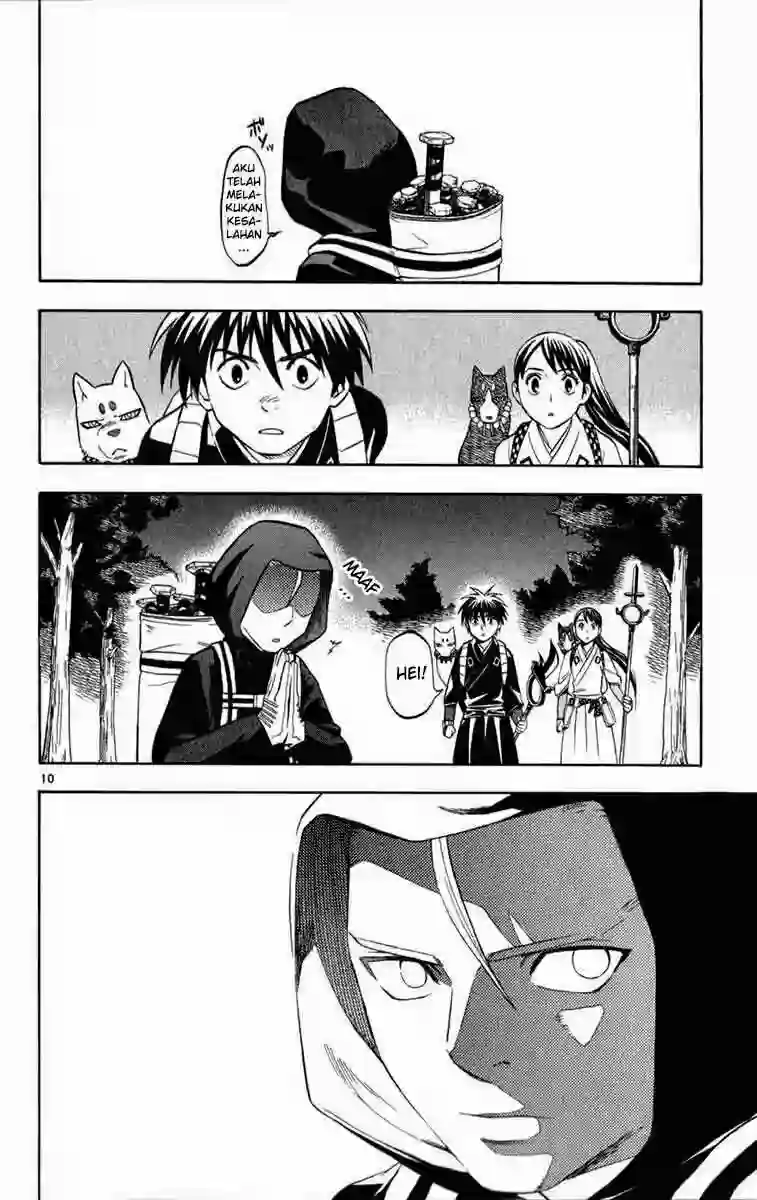 ボソッ
AKU
TELAH
MELA-
KUKAN
KESA-
LAHAN
...
MAAF
...
HEI!
10